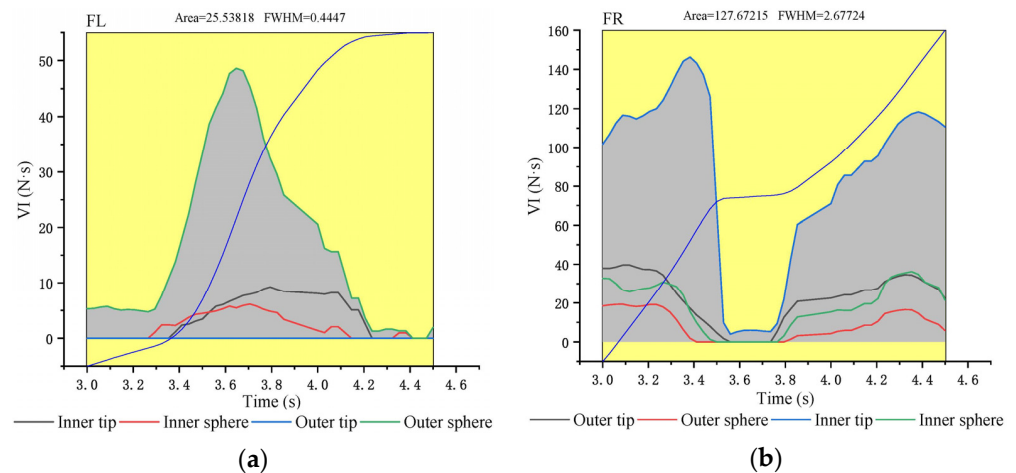 FL Area=25.53818 FWHM=0.4447
50
40
30
20
10
0
VI (N·s)
3.0 3.2 3.4 3.6 3.8 4.0 4.2 4.4 4.6
Time (s)
Inner tip Inner sphere Outer tip Outer sphere
(a)
FR Area=127.67215 FWHM=2.67724
160
140
120
100
80
60
40
20
0
VI (N·s)
3.0 3.2 3.4 3.6 3.8 4.0 4.2 4.4 4.6
Time (s)
Outer tip Outer sphere Inner tip Inner sphere
(b)